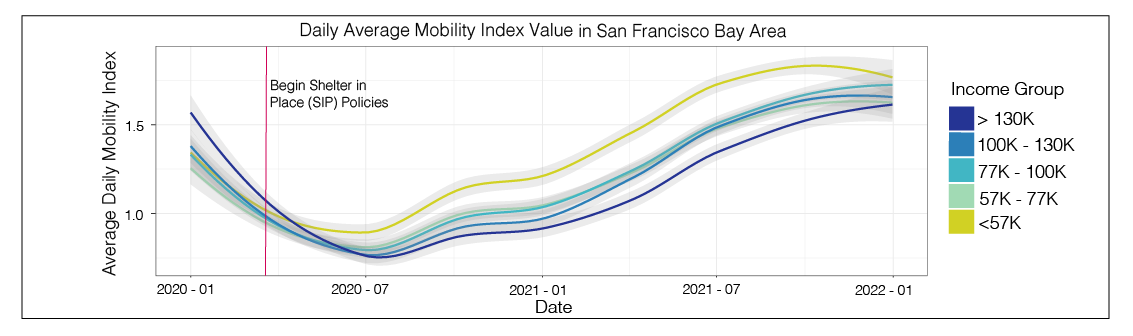 Daily Average Mobility Index Value in San Francisco Bay Area
Average Daily Mobility Index
1.5
1.0
Begin Shelter in
Place (SIP) Policies
2020 - 01
2020 - 07
2021 - 01
2021 - 07
2022 - 01
Date
Income Group
> 130K
100K - 130K
77K - 100K
57K - 77K
<57K